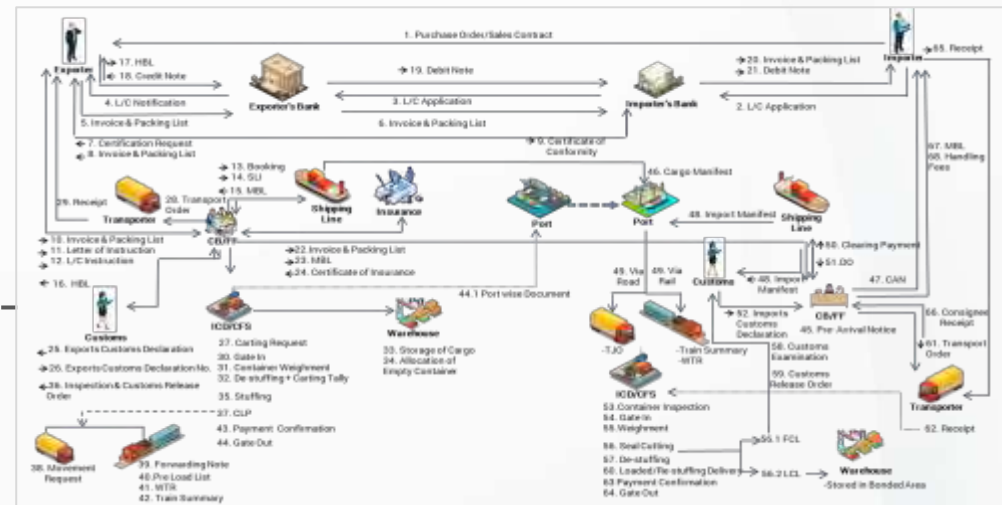 1. Purchase Order/Sales Contract
Exporter
Importer
17. HBL
18. Credit Note
19. Debit Note
20. Invoice & Packing List
21. Debit Note
65. Receipt
Exporter's Bank
Importer's Bank
4. L/C Notification
3. L/C Application
2. L/C Application
5. Invoice & Packing List
6. Invoice & Packing List
7. Certification Request
8. Invoice & Packing List
9. Certificate of
Conformity
67. MBL
68. Handling
Fees
13. Booking
14. SLI
15. MBL
46. Cargo Manifest
29. Receipt
28. Transport
Order
Transporter
Shipping
Line
Insurance
Port
Port
48. Import Manifest
Shipping
Line
CB/FF
10. Invoice & Packing List
11. Letter of Instruction
12. L/C Instruction
16. HBL
22. Invoice & Packing List
23. MBL
24. Certificate of Insurance
44.1 Port wise Document
49. Via
Road
49. Via
Rail
Customs
48. Import
Manifest
50. Clearing Payment
51. DO
47. CAN
CB/FF
45. Pre-Arrival Notice
52. Imports
Customs
Declaration
58. Customs
Examination
59. Customs
Release Order
66. Consignee
Receipt
61. Transport
Order
Transporter
62. Receipt
Customs
25. Exports Customs Declaration
26. Exports Customs Declaration No.
36. Inspection & Customs Release
Order
ICD/CFS
27. Carting Request
30. Gate In
31. Container Weighment
32. De-stuffing + Carting Tally
35. Stuffing
37. CLP
43. Payment Confirmation
44. Gate Out
Warehouse
33. Storage of Cargo
34. Allocation of
Empty Container
38. Movement
Request
39. Forwarding Note
40. Pre Load List
41. WTR
42. Train Summary
-TJO
-Train Summary
-WTR
ICD/CFS
53. Container Inspection
54. Gate In
55. Weighment
56. Seal Cutting
57. De-stuffing
60. Loaded/Re-stuffing Delivery
63 Payment Confirmation
64. Gate Out
56.1 FCL
56.2 LCL
Warehouse
-Stored in Bonded Area